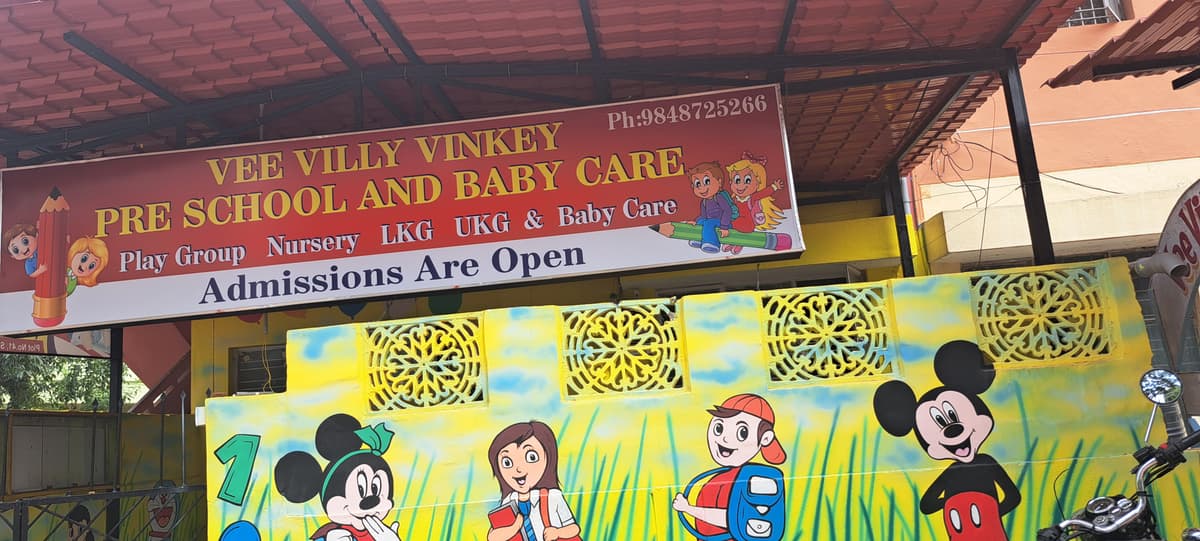 Ph:9848725266
VEE VILLY VINKEY
PRE SCHOOL AND BABY CARE
Play Group Nursery LKG UKG & Baby Care
Admissions Are Open
1